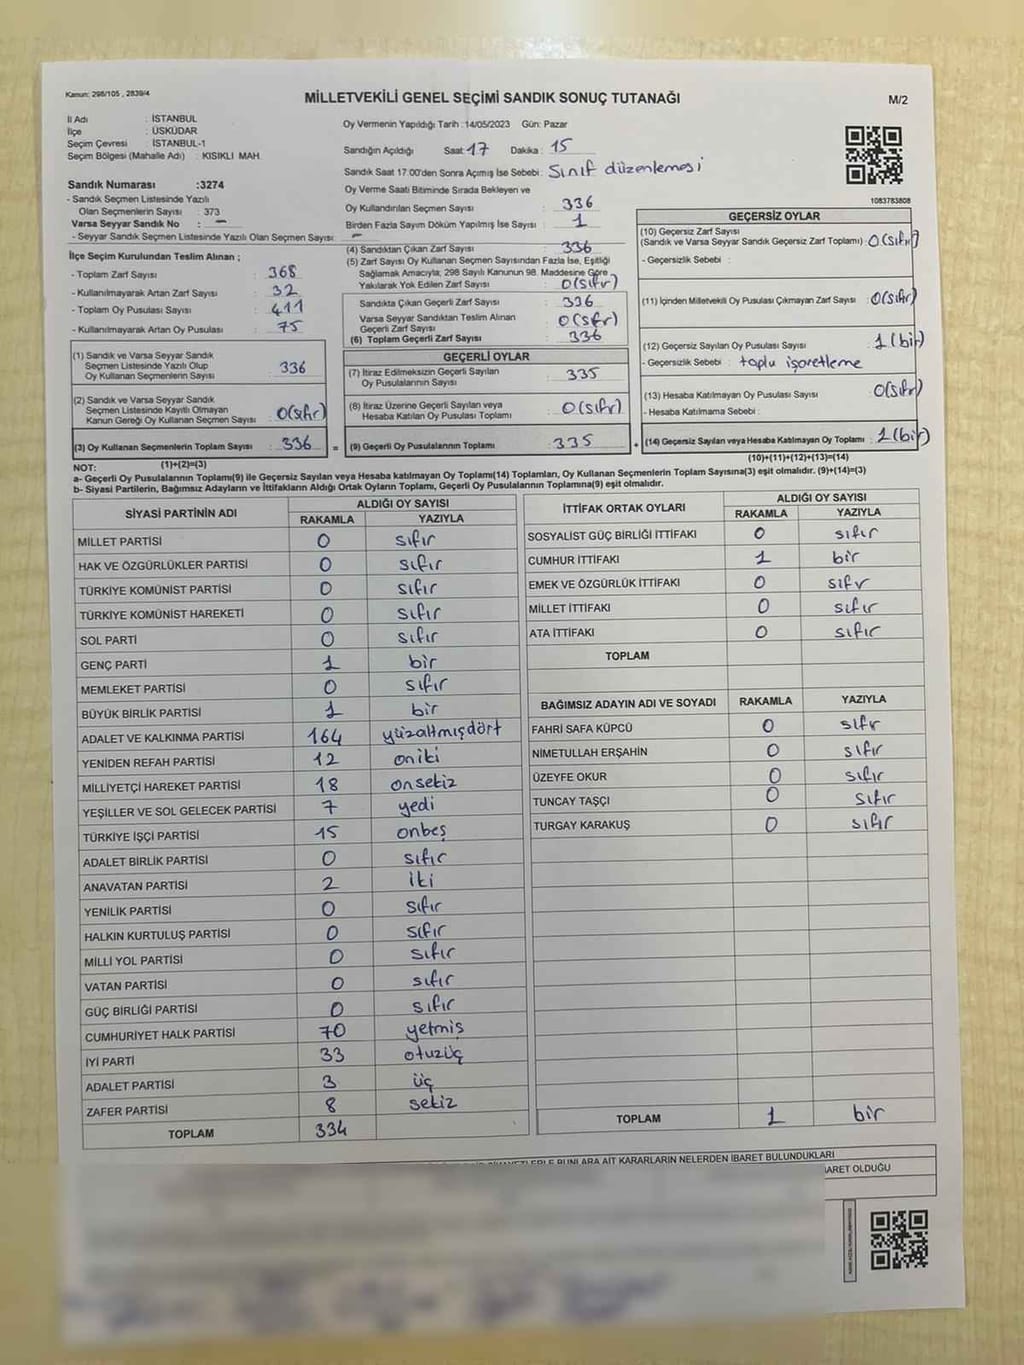 Kanun: 298/105 , 2839/4
MİLLETVEKİLİ GENEL SEÇİMİ SANDIK SONUÇ TUTANAĞI
M/2
İl Adı : İSTANBUL
İlçe : ÜSKÜDAR
Seçim Çevresi : İSTANBUL-1
Seçim Bölgesi (Mahalle Adı) : KISIKLI MAH.
Oy Vermenin Yapıldığı Tarih :14/05/2023 Gün: Pazar
Sandığın Açıldığı Saat: 17 Dakika : 15
Sandık Saat 17.00'den Sonra Açımış İse Sebebi: Sınıf düzenlemesi
Sandık Numarası :3274
- Sandık Seçmen Listesinde Yazılı
Olan Seçmenlerin Sayısı : 373
Varsa Seyyar Sandık No : -
- Seyyar Sandık Seçmen Listesinde Yazılı Olan Seçmen Sayısı: -
Oy Verme Saati Bitiminde Sırada Bekleyen ve
Oy Kullandırılan Seçmen Sayısı : 336
Birden Fazla Sayım Döküm Yapılmış İse Sayısı : 1
1083783808
İlçe Seçim Kurulundan Teslim Alınan ;
- Toplam Zarf Sayısı : 368
- Kullanılmayarak Artan Zarf Sayısı : 32
- Toplam Oy Pusulası Sayısı : 411
- Kullanılmayarak Artan Oy Pusulası : 75
(4) Sandıktan Çıkan Zarf Sayısı : 336
(5) Zarf Sayısı Oy Kullanan Seçmen Sayısından Fazla İse, Eşitliği
Sağlamak Amacıyla, 298 Sayılı Kanunun 98. Maddesine Göre
Yakılarak Yok Edilen Zarf Sayısı : 0(sıfır)
Sandıkta Çıkan Geçerli Zarf Sayısı : 336
Varsa Seyyar Sandıktan Teslim Alınan
Geçerli Zarf Sayısı : 0(sıfır)
(6) Toplam Geçerli Zarf Sayısı : 336
GEÇERSİZ OYLAR
(10) Geçersiz Zarf Sayısı
(Sandık ve Varsa Seyyar Sandık Geçersiz Zarf Toplamı) : 0(sıfır)
- Geçersizlik Sebebi :
(11) İçinden Milletvekili Oy Pusulası Çıkmayan Zarf Sayısı : 0(sıfır)
(12) Geçersiz Sayılan Oy Pusulası Sayısı : 1(bir)
- Geçersizlik Sebebi : toplu işaretleme
(13) Hesaba Katılmayan Oy Pusulası Sayısı : 0(sıfır)
- Hesaba Katılmama Sebebi :
(14) Geçersiz Sayılan veya Hesaba Katılmayan Oy Toplamı : 1(bir)
(10)+(11)+(12)+(13)=(14)
(1) Sandık ve Varsa Seyyar Sandık
Seçmen Listesinde Yazılı Olup
Oy Kullanan Seçmenlerin Sayısı : 336
(2) Sandık ve Varsa Seyyar Sandık
Seçmen Listesinde Kayıtlı Olmayan
Kanun Gereği Oy Kullanan Seçmen Sayısı : 0(sıfır)
(3) Oy Kullanan Seçmenlerin Toplam Sayısı : 336 =
(1)+(2)=(3)
GEÇERLİ OYLAR
(7) İtiraz Edilmeksizin Geçerli Sayılan
Oy Pusulalarının Sayısı : 335
(8) İtiraz Üzerine Geçerli Sayılan veya
Hesaba Katılan Oy Pusulası Toplamı : 0(sıfır)
(9) Geçerli Oy Pusulalarının Toplamı : 335 +
NOT:
a- Geçerli Oy Pusulalarının Toplamı(9) ile Geçersiz Sayılan veya Hesaba katılmayan Oy Toplamı(14) Toplamları, Oy Kullanan Seçmenlerin Toplam Sayısına(3) eşit olmalıdır. (9)+(14)=(3)
b- Siyasi Partilerin, Bağımsız Adayların ve İttifakların Aldığı Ortak Oyların Toplamı, Geçerli Oy Pusulalarının Toplamına(9) eşit olmalıdır.
SİYASİ PARTİNİN ADI ALDIĞI OY SAYISI
RAKAMLA YAZIYLA
MİLLET PARTİSİ 0 sıfır
HAK VE ÖZGÜRLÜKLER PARTİSİ 0 sıfır
TÜRKİYE KOMÜNİST PARTİSİ 0 sıfır
TÜRKİYE KOMÜNİST HAREKETİ 0 sıfır
SOL PARTİ 0 sıfır
GENÇ PARTİ 1 bir
MEMLEKET PARTİSİ 0 sıfır
BÜYÜK BİRLİK PARTİSİ 1 bir
ADALET VE KALKINMA PARTİSİ 164 yüzaltmışdört
YENİDEN REFAH PARTİSİ 12 oniki
MİLLİYETÇİ HAREKET PARTİSİ 18 onsekiz
YEŞİLLER VE SOL GELECEK PARTİSİ 7 yedi
TÜRKİYE İŞÇİ PARTİSİ 15 onbeş
ADALET BİRLİK PARTİSİ 0 sıfır
ANAVATAN PARTİSİ 2 iki
YENİLİK PARTİSİ 0 sıfır
HALKIN KURTULUŞ PARTİSİ 0 sıfır
MİLLİ YOL PARTİSİ 0 sıfır
VATAN PARTİSİ 0 sıfır
GÜÇ BİRLİĞİ PARTİSİ 0 sıfır
CUMHURİYET HALK PARTİSİ 70 yetmiş
İYİ PARTİ 33 otuzüç
ADALET PARTİSİ 3 üç
ZAFER PARTİSİ 8 sekiz
TOPLAM 334
İTTİFAK ORTAK OYLARI ALDIĞI OY SAYISI
RAKAMLA YAZIYLA
SOSYALİST GÜÇ BİRLİĞİ İTTİFAKI 0 sıfır
CUMHUR İTTİFAKI 1 bir
EMEK VE ÖZGÜRLÜK İTTİFAKI 0 sıfır
MİLLET İTTİFAKI 0 sıfır
ATA İTTİFAKI 0 sıfır
TOPLAM
BAĞIMSIZ ADAYIN ADI VE SOYADI RAKAMLA YAZIYLA
FAHRİ SAFA KÜPCÜ 0 sıfır
NİMETULLAH ERŞAHİN 0 sıfır
ÜZEYFE OKUR 0 sıfır
TUNCAY TAŞÇI 0 sıfır
TURGAY KARAKUŞ 0 sıfır
TOPLAM 1 bir
BUNLARA AİT KARARLARIN NELERDEN İBARET BULUNDUKLARI
BARET OLDUĞU